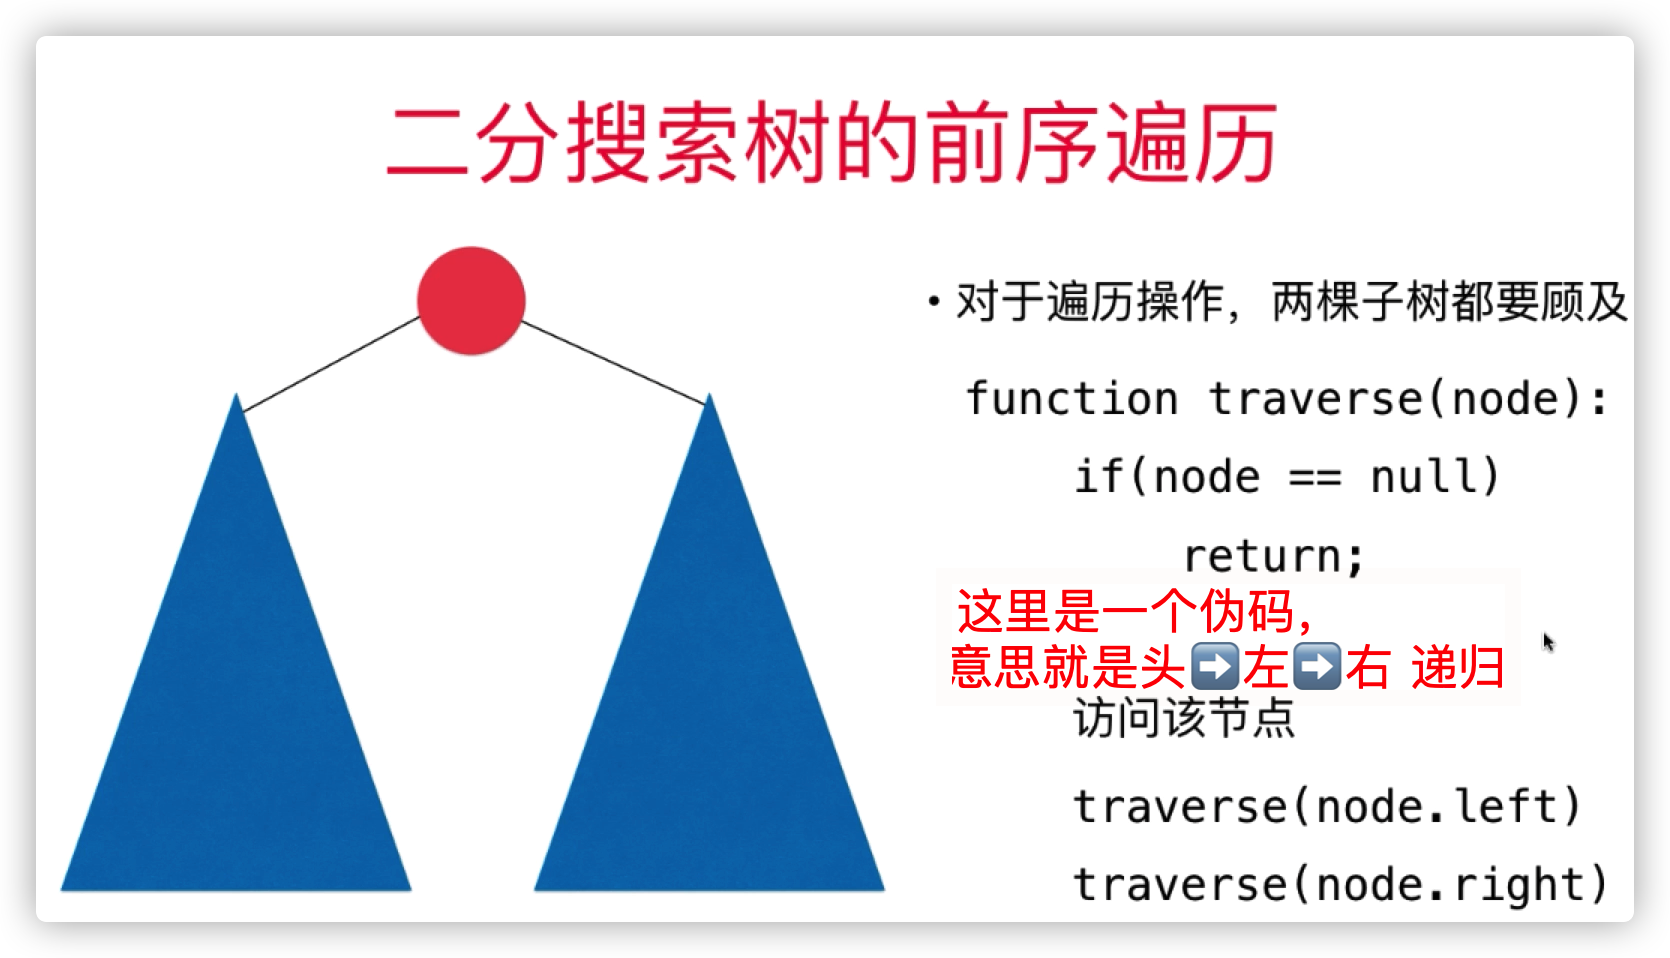 二分搜索树的前序遍历
• 对于遍历操作，两棵子树都要顾及
function traverse(node):
if(node == null)
return;
这里是一个伪码，
意思就是头➡️左➡️右 递归
访问该节点
traverse(node.left)
traverse(node.right)